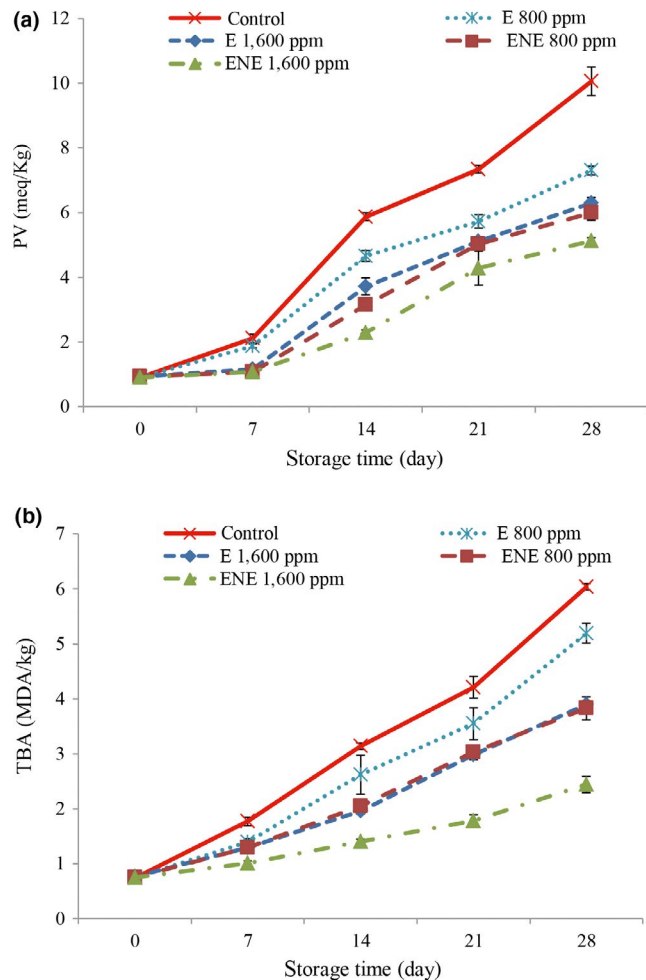 (a)
Control
E 800 ppm
E 1,600 ppm
ENE 800 ppm
ENE 1,600 ppm
PV (meq/Kg)
12
10
8
6
4
2
0
0 7 14 21 28
Storage time (day)
(b)
Control
E 800 ppm
E 1,600 ppm
ENE 800 ppm
ENE 1,600 ppm
TBA (MDA/kg)
7
6
5
4
3
2
1
0
0 7 14 21 28
Storage time (day)